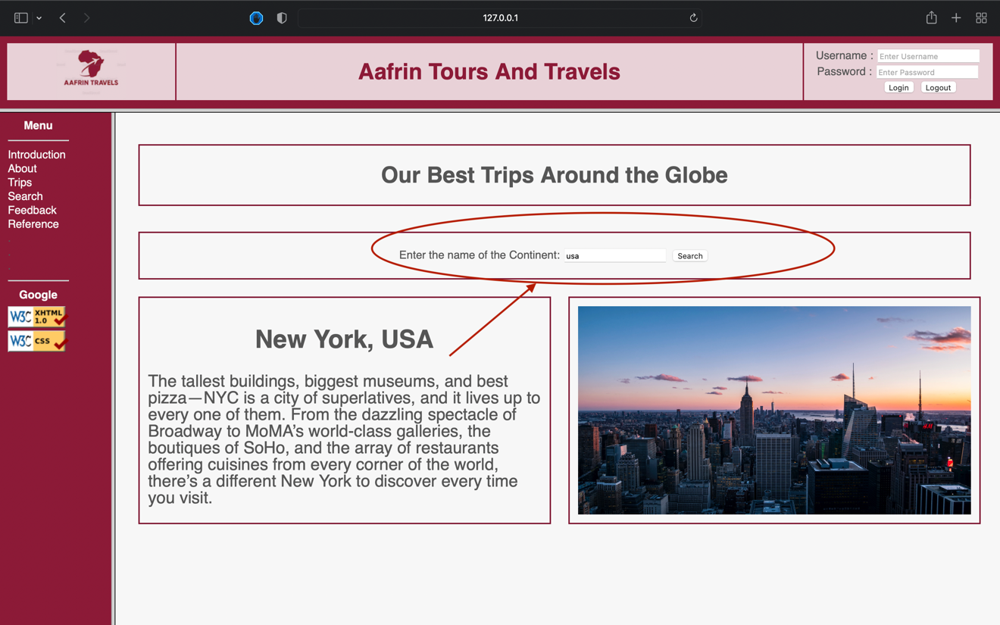 127.0.0.1
AAFRIN TRAVELS
Aafrin Tours And Travels
Username : Enter Username
Password : Enter Password
Login Logout
Menu
Introduction
About
Trips
Search
Feedback
Reference
.
.
.
Google
W3C XHTML 1.0
W3C CSS
Our Best Trips Around the Globe
Enter the name of the Continent: usa Search
New York, USA
The tallest buildings, biggest museums, and best
pizza—NYC is a city of superlatives, and it lives up to
every one of them. From the dazzling spectacle of
Broadway to MoMA’s world-class galleries, the
boutiques of SoHo, and the array of restaurants
offering cuisines from every corner of the world,
there’s a different New York to discover every time
you visit.